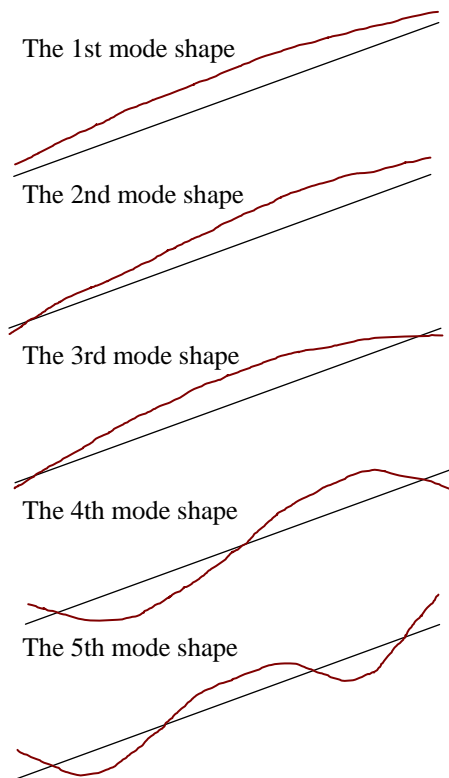 The 1st mode shape
The 2nd mode shape
The 3rd mode shape
The 4th mode shape
The 5th mode shape